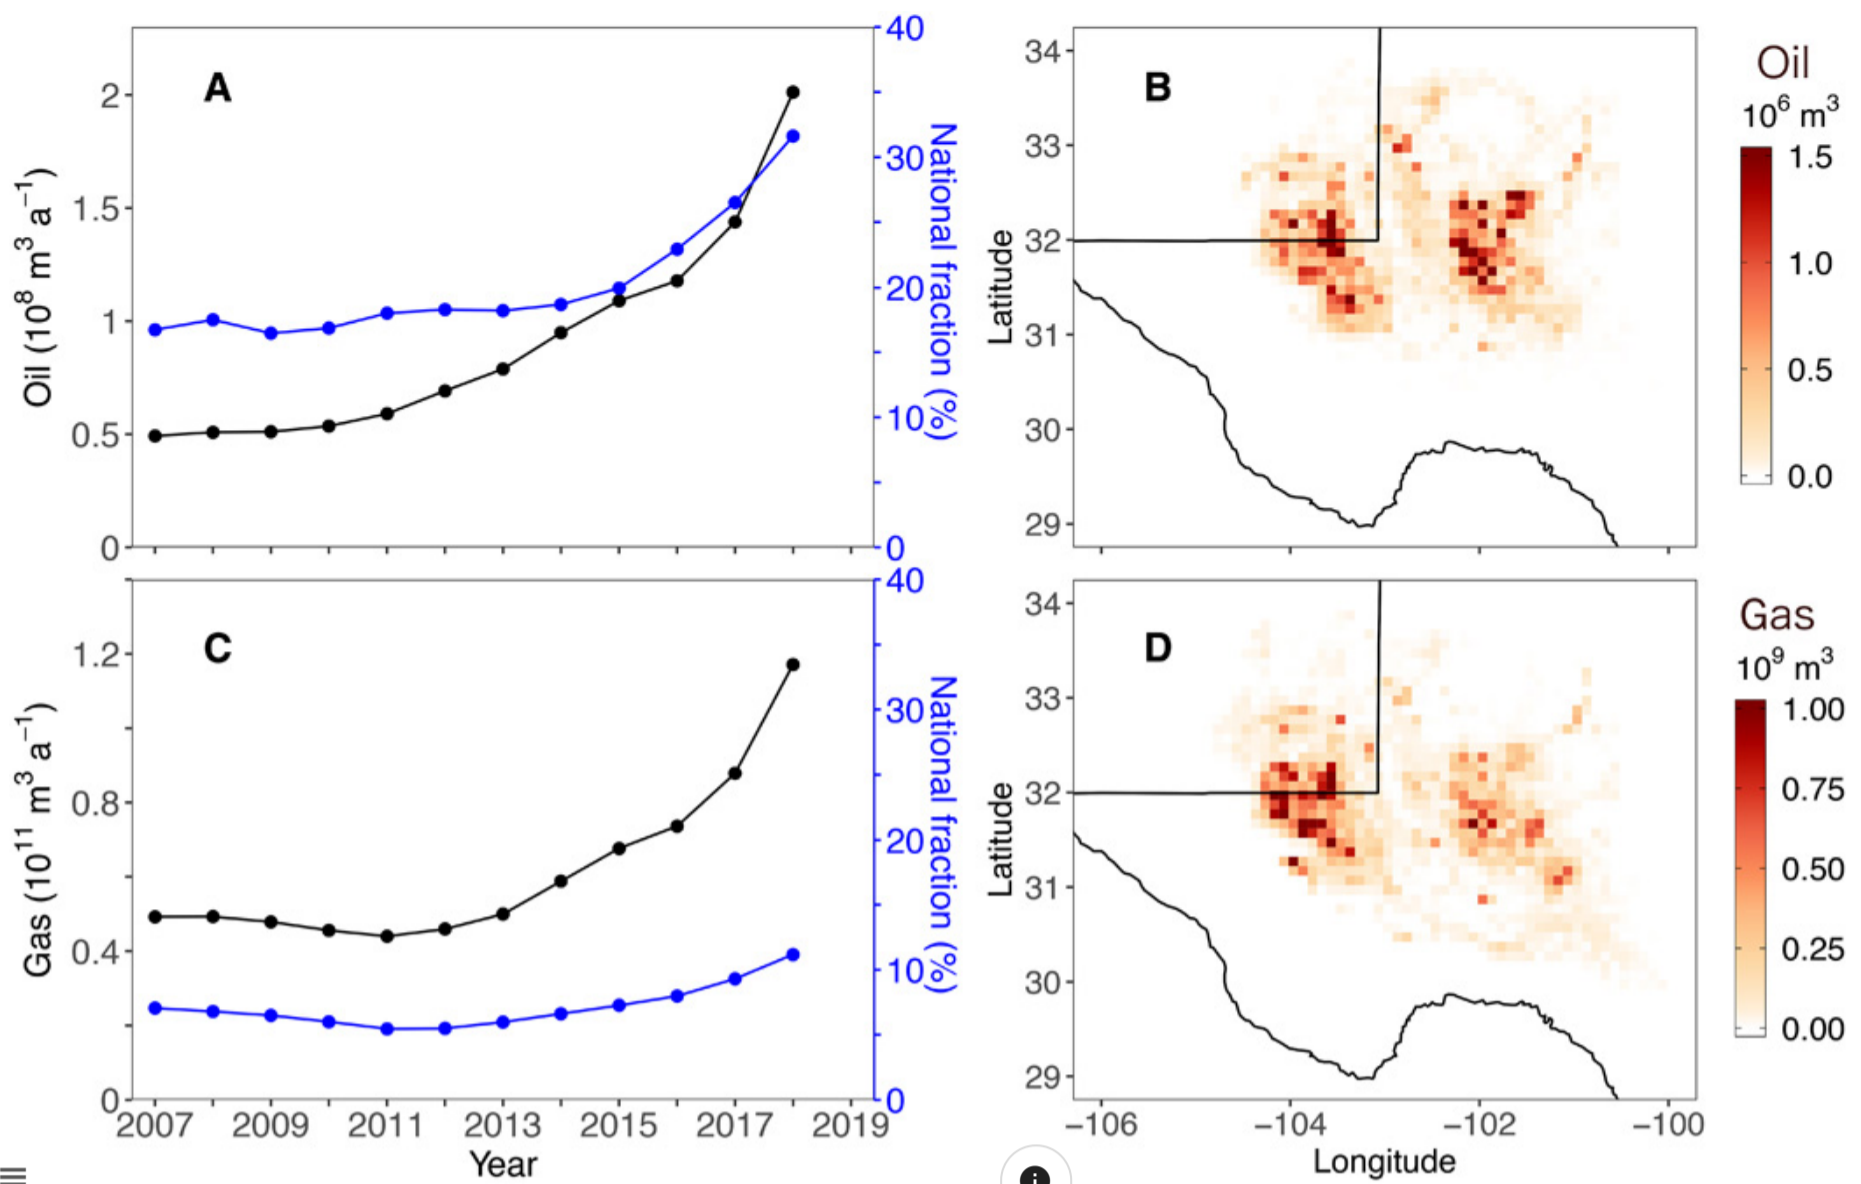 A
Oil (10⁸ m³ a⁻¹)
2
1.5
1
0.5
0
40
30
20
10
0
National fraction (%)
B
Latitude
34
33
32
31
30
29
Oil
10⁶ m³
1.5
1.0
0.5
0.0
C
Gas (10¹¹ m³ a⁻¹)
1.2
0.8
0.4
0
40
30
20
10
0
National fraction (%)
2007 2009 2011 2013 2015 2017 2019
Year
D
Latitude
34
33
32
31
30
29
−106 −104 −102 −100
Longitude
Gas
10⁹ m³
1.00
0.75
0.50
0.25
0.00
i